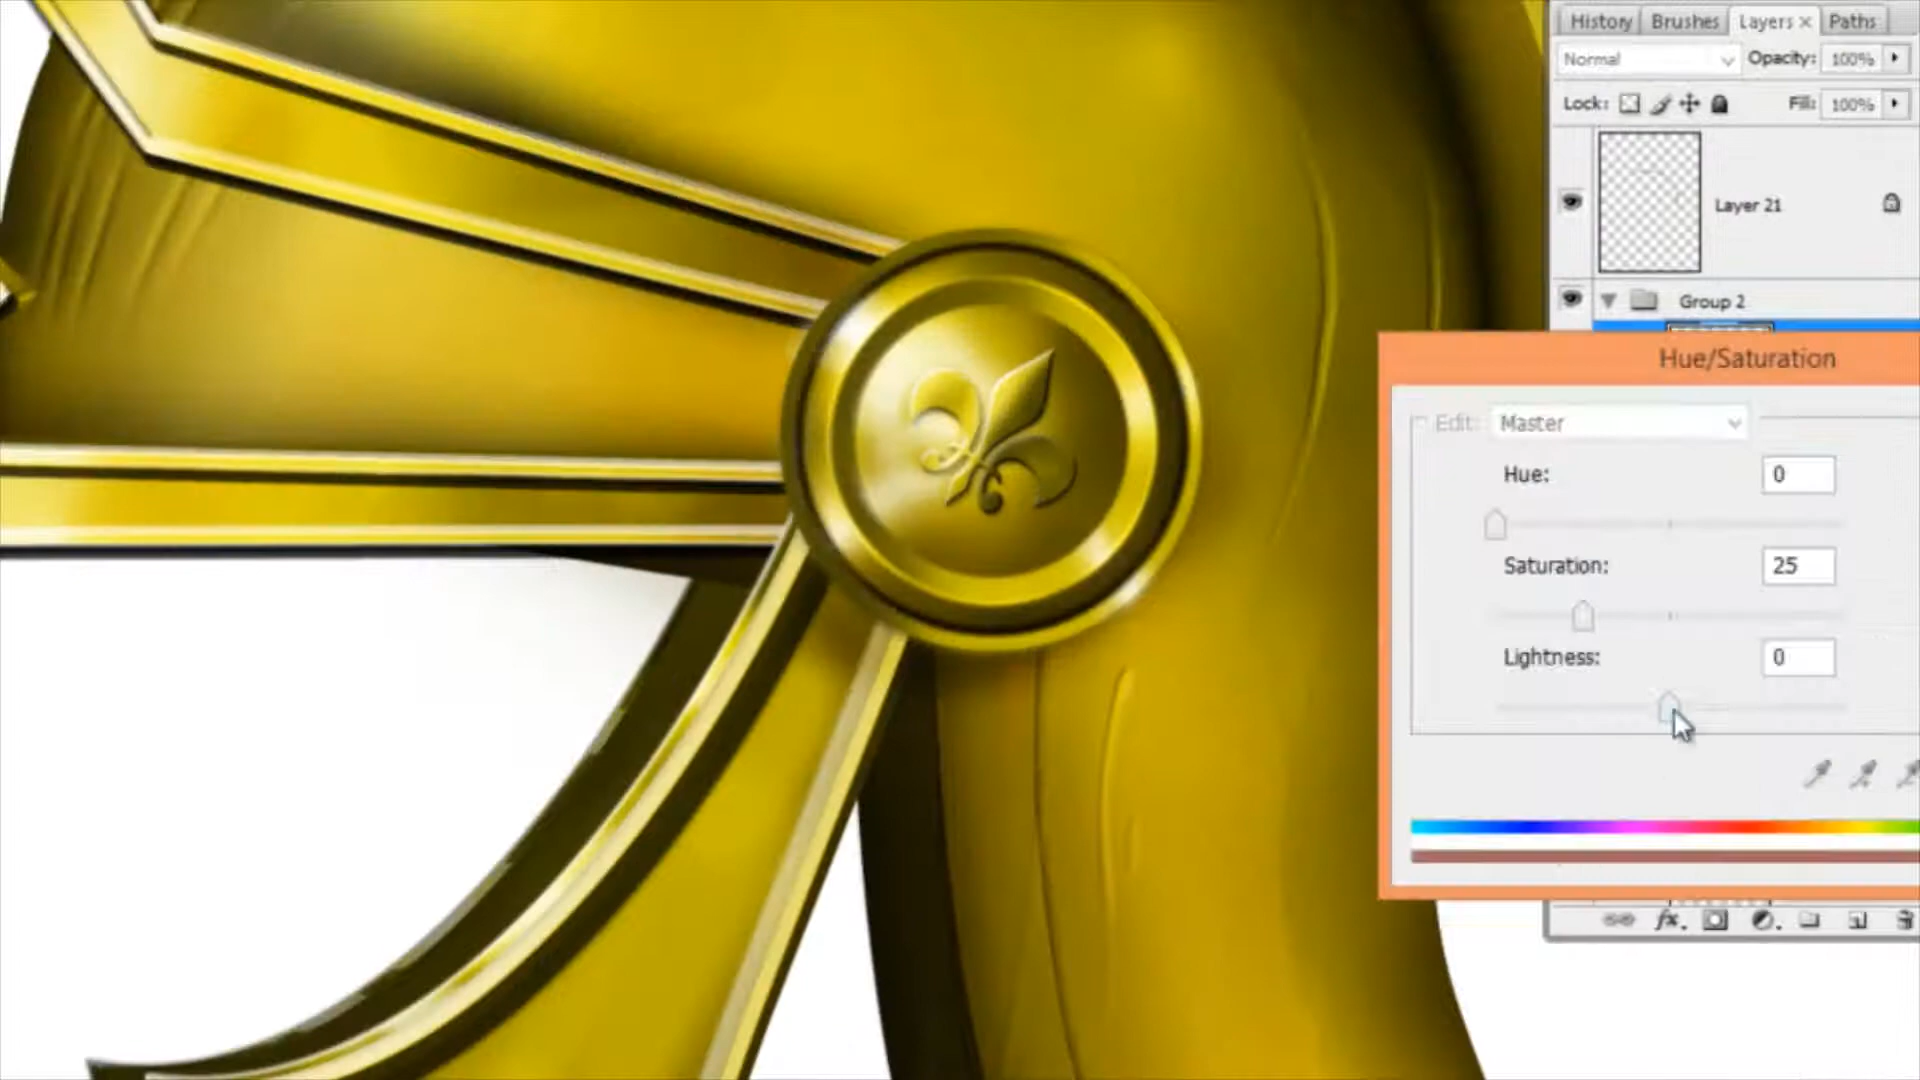 History Brushes Layers × Paths
Normal Opacity: 100%
Lock: Fill: 100%
Layer 21
Group 2
Hue/Saturation
Edit: Master
Hue: 0
Saturation: 25
Lightness: 0
fx.